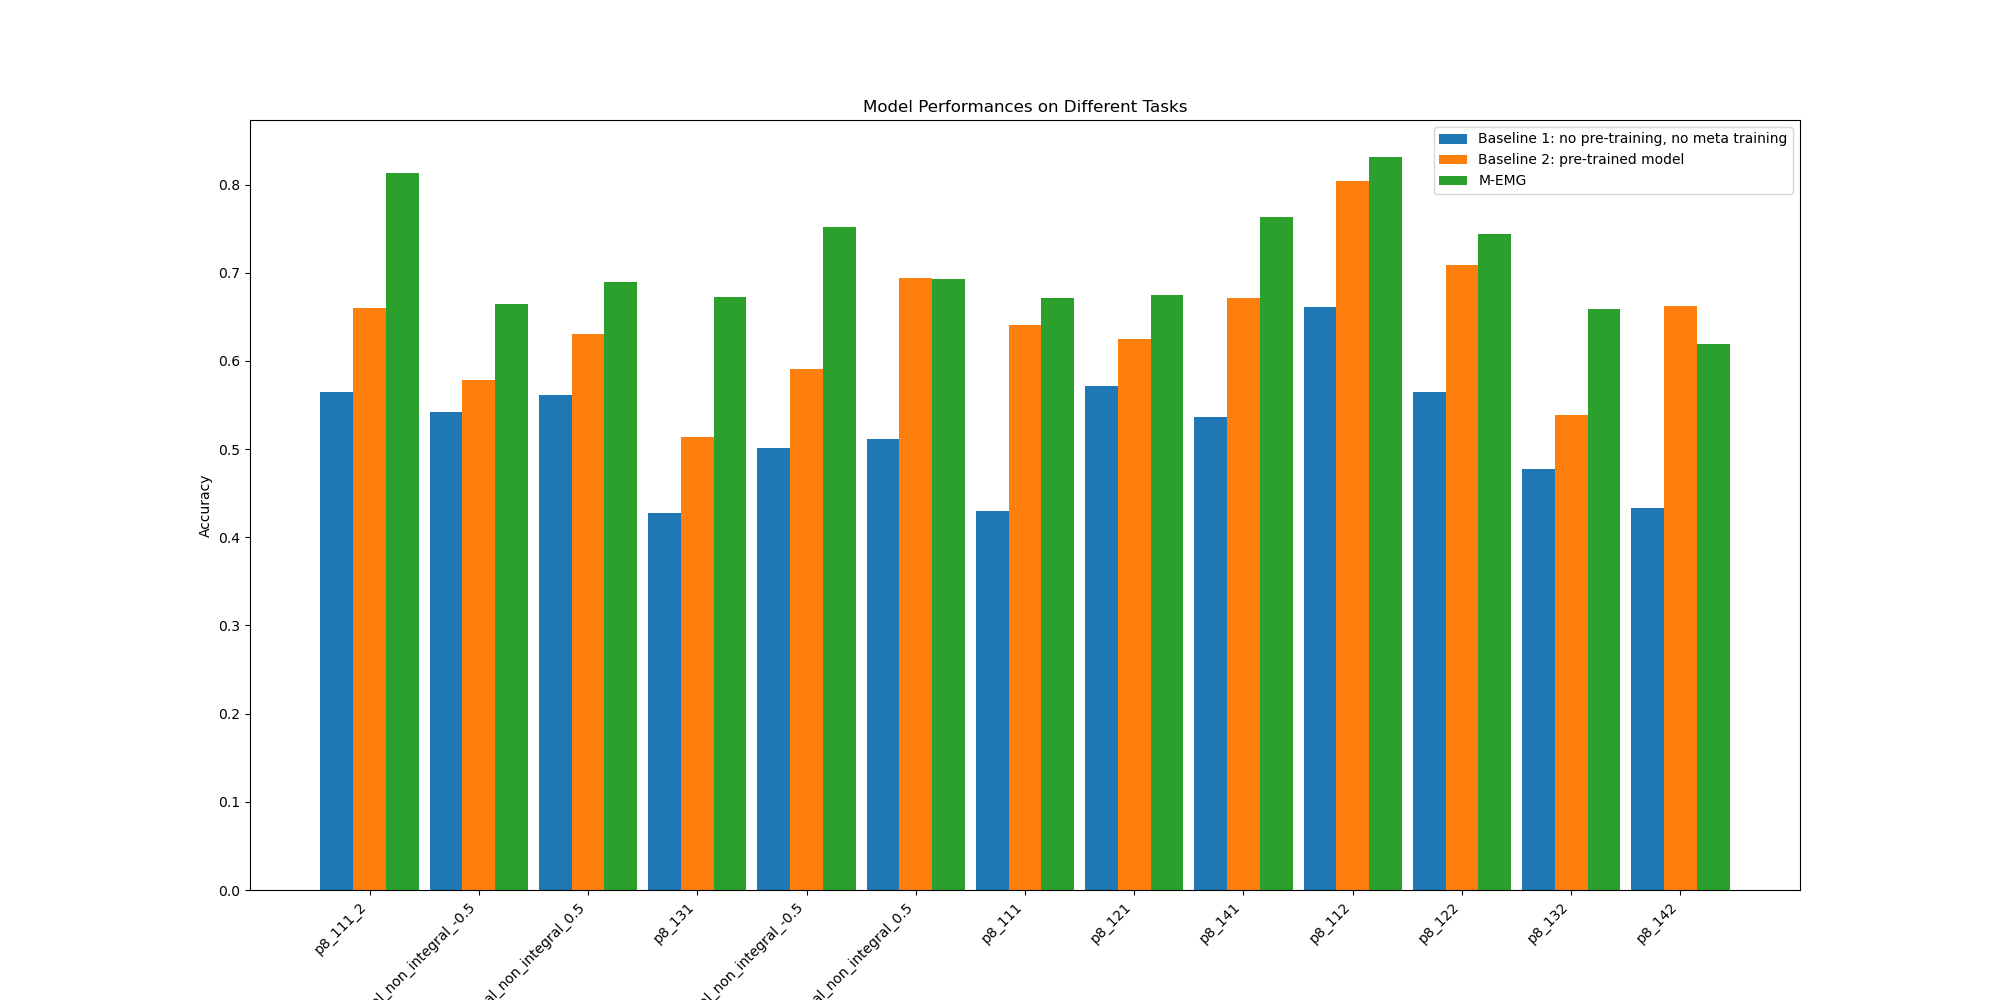 Model Performances on Different Tasks
Baseline 1: no pre-training, no meta training
Baseline 2: pre-trained model
M-EMG
Accuracy
0.8
0.7
0.6
0.5
0.4
0.3
0.2
0.1
0.0
p8_111_2
al_non_integral_-0.5
al_non_integral_0.5
p8_131
al_non_integral_-0.5
al_non_integral_0.5
p8_111
p8_121
p8_141
p8_112
p8_122
p8_132
p8_142